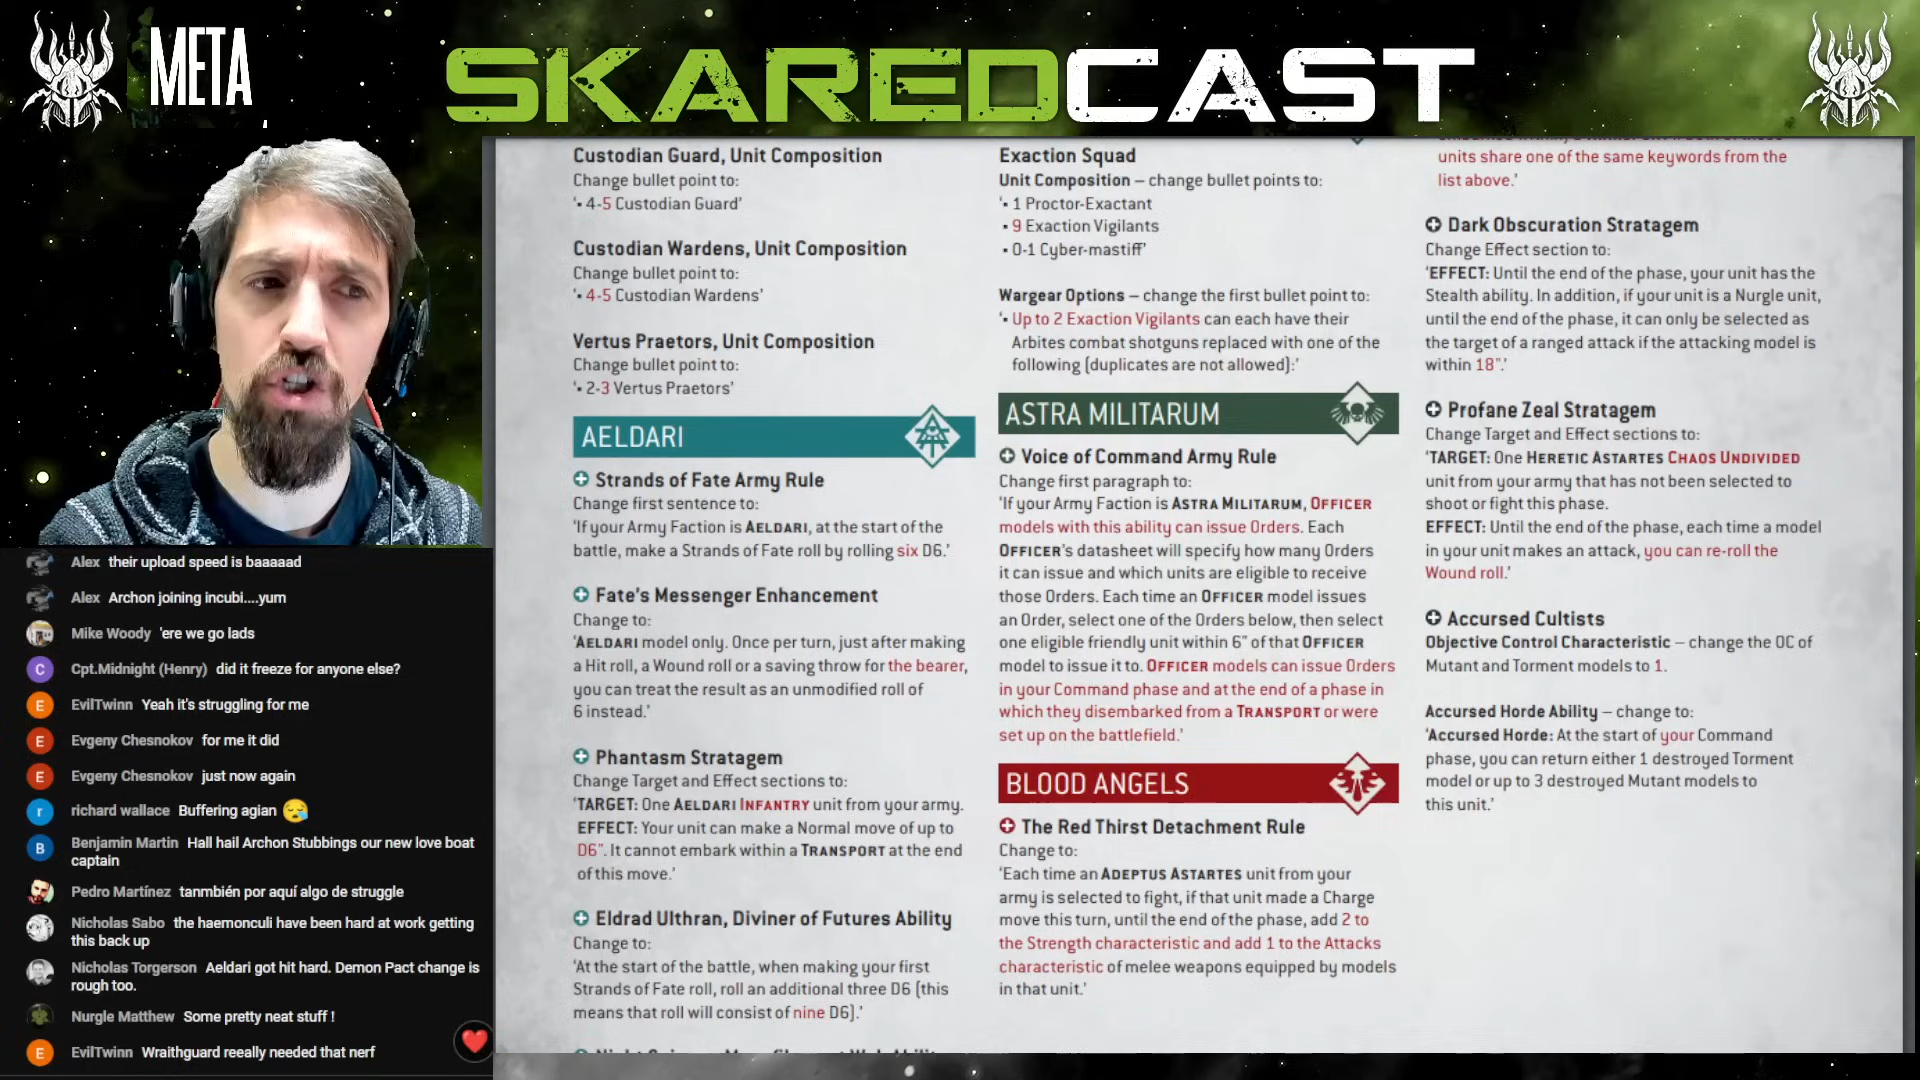 META
SKAREDCAST
Alex their upload speed is baaaaad
Alex Archon joining incubi....yum
Mike Woody 'ere we go lads
C
Cpt.Midnight (Henry) did it freeze for anyone else?
E
EvilTwinn Yeah it's struggling for me
E
Evgeny Chesnokov for me it did
E
Evgeny Chesnokov just now again
r
richard wallace Buffering agian 😪
B
Benjamin Martin Hall hail Archon Stubbings our new love boat
captain
Pedro Martínez tanmbién por aquí algo de struggle
Nicholas Sabo the haemonculi have been hard at work getting
this back up
Nicholas Torgerson Aeldari got hit hard. Demon Pact change is
rough too.
Nurgle Matthew Some pretty neat stuff !
E
EvilTwinn Wraithguard reeally needed that nerf
Custodian Guard, Unit Composition
Change bullet point to:
'• 4-5 Custodian Guard'
Custodian Wardens, Unit Composition
Change bullet point to:
'• 4-5 Custodian Wardens'
Vertus Praetors, Unit Composition
Change bullet point to:
'• 2-3 Vertus Praetors'
AELDARI
Strands of Fate Army Rule
Change first sentence to:
'If your Army Faction is AELDARI, at the start of the
battle, make a Strands of Fate roll by rolling six D6.'
Fate's Messenger Enhancement
Change to:
'AELDARI model only. Once per turn, just after making
a Hit roll, a Wound roll or a saving throw for the bearer,
you can treat the result as an unmodified roll of
6 instead.'
Phantasm Stratagem
Change Target and Effect sections to:
'TARGET: One AELDARI INFANTRY unit from your army.
EFFECT: Your unit can make a Normal move of up to
D6". It cannot embark within a TRANSPORT at the end
of this move.'
Eldrad Ulthran, Diviner of Futures Ability
Change to:
'At the start of the battle, when making your first
Strands of Fate roll, roll an additional three D6 (this
means that roll will consist of nine D6).'
Exaction Squad
Unit Composition – change bullet points to:
'• 1 Proctor-Exactant
• 9 Exaction Vigilants
• 0-1 Cyber-mastiff'
Wargear Options – change the first bullet point to:
'• Up to 2 Exaction Vigilants can each have their
Arbites combat shotguns replaced with one of the
following (duplicates are not allowed):'
ASTRA MILITARUM
Voice of Command Army Rule
Change first paragraph to:
'If your Army Faction is ASTRA MILITARUM, OFFICER
models with this ability can issue Orders. Each
OFFICER's datasheet will specify how many Orders
it can issue and which units are eligible to receive
those Orders. Each time an OFFICER model issues
an Order, select one of the Orders below, then select
one eligible friendly unit within 6" of that OFFICER
model to issue it to. OFFICER models can issue Orders
in your Command phase and at the end of a phase in
which they disembarked from a TRANSPORT or were
set up on the battlefield.'
BLOOD ANGELS
The Red Thirst Detachment Rule
Change to:
'Each time an ADEPTUS ASTARTES unit from your
army is selected to fight, if that unit made a Charge
move this turn, until the end of the phase, add 2 to
the Strength characteristic and add 1 to the Attacks
characteristic of melee weapons equipped by models
in that unit.'
units share one of the same keywords from the
list above.'
Dark Obscuration Stratagem
Change Effect section to:
'EFFECT: Until the end of the phase, your unit has the
Stealth ability. In addition, if your unit is a Nurgle unit,
until the end of the phase, it can only be selected as
the target of a ranged attack if the attacking model is
within 18".'
Profane Zeal Stratagem
Change Target and Effect sections to:
'TARGET: One HERETIC ASTARTES CHAOS UNDIVIDED
unit from your army that has not been selected to
shoot or fight this phase.
EFFECT: Until the end of the phase, each time a model
in your unit makes an attack, you can re-roll the
Wound roll.'
Accursed Cultists
Objective Control Characteristic – change the OC of
Mutant and Torment models to 1.
Accursed Horde Ability – change to:
'Accursed Horde: At the start of your Command
phase, you can return either 1 destroyed Torment
model or up to 3 destroyed Mutant models to
this unit.'